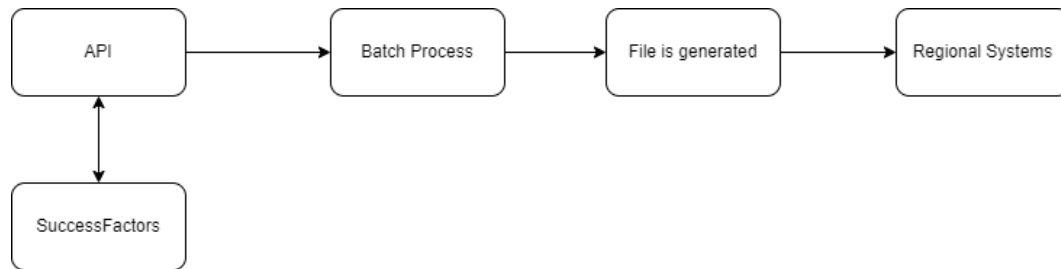 API
Batch Process
File is generated
Regional Systems
SuccessFactors